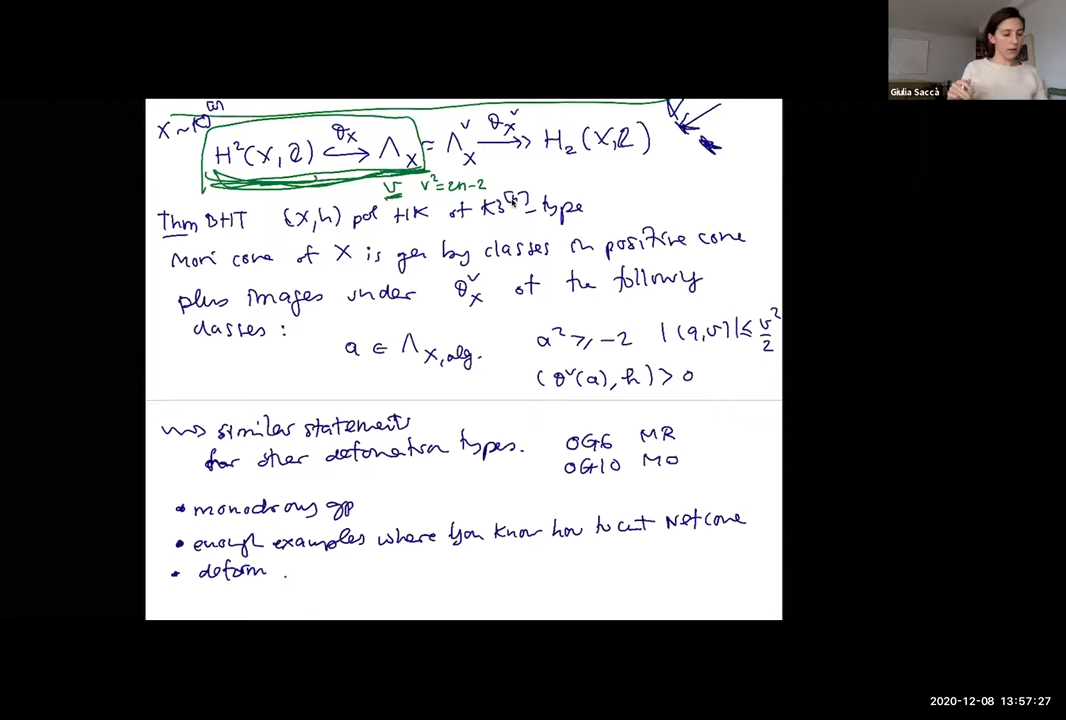 Giulia Saccà
X ~ K3[n]
H²(X,Z) ↔ θ_X Λ_X = Λ_X^∨ →→ θ_X^∨ H₂(X,Z)
v v²=2n-2
Thm BHT (X,h) pol HK of K3[n]-type
Mori cone of X is gen by classes in positive cone
plus images under θ_X^∨ of the following
classes:
a ∈ Λ_X,alg. a² ≥ -2 |(a,v)| ≤ v²/2
(θ^∨(a), h) > 0
⇝ similar statements
for other deformation types. OG6 MR
OG10 MO
• monodromy gp
• enough examples where you know how to cut Nef cone
• deform.
2020-12-08 13:57:27